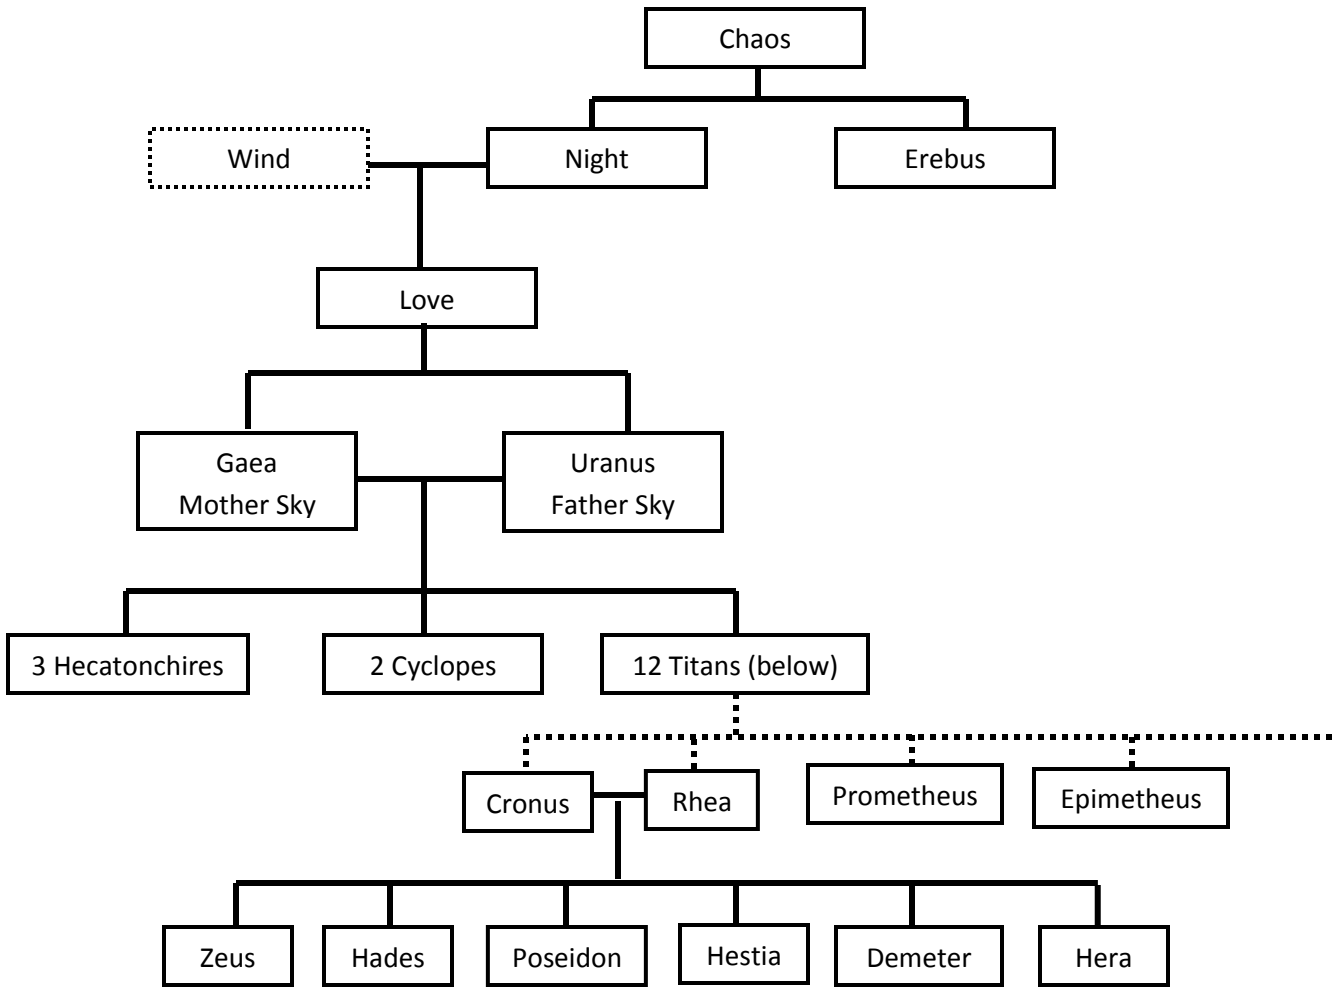 Chaos
Wind
Night
Erebus
Love
Gaea
Mother Sky
Uranus
Father Sky
3 Hecatonchires
2 Cyclopes
12 Titans (below)
Cronus
Rhea
Prometheus
Epimetheus
Zeus
Hades
Poseidon
Hestia
Demeter
Hera